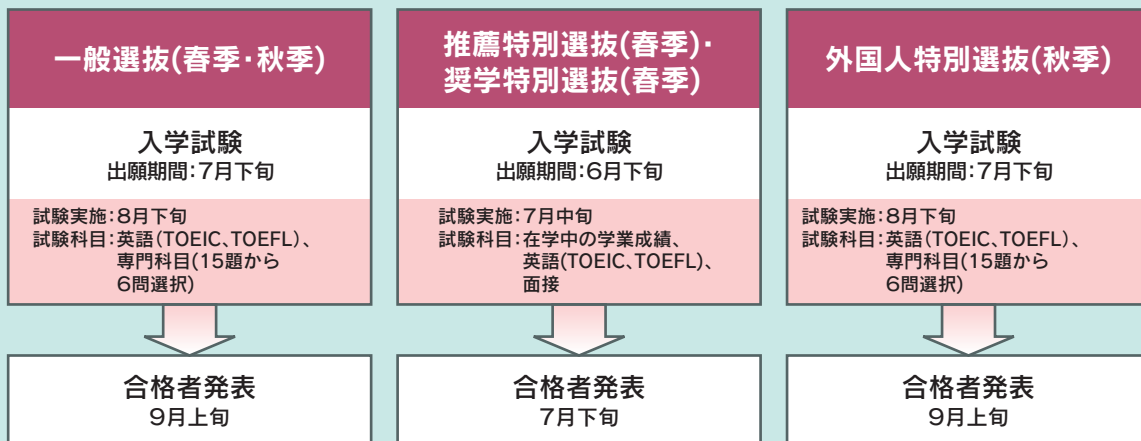 一般選抜(春季・秋季)
入学試験
出願期間:7月下旬
試験実施:8月下旬
試験科目:英語(TOEIC、TOEFL)、
専門科目(15題から
6問選択)
合格者発表
9月上旬
推薦特別選抜(春季)・
奨学特別選抜(春季)
入学試験
出願期間:6月下旬
試験実施:7月中旬
試験科目:在学中の学業成績、
英語(TOEIC、TOEFL)、
面接
合格者発表
7月下旬
外国人特別選抜(秋季)
入学試験
出願期間:7月下旬
試験実施:8月下旬
試験科目:英語(TOEIC、TOEFL)、
専門科目(15題から
6問選択)
合格者発表
9月上旬